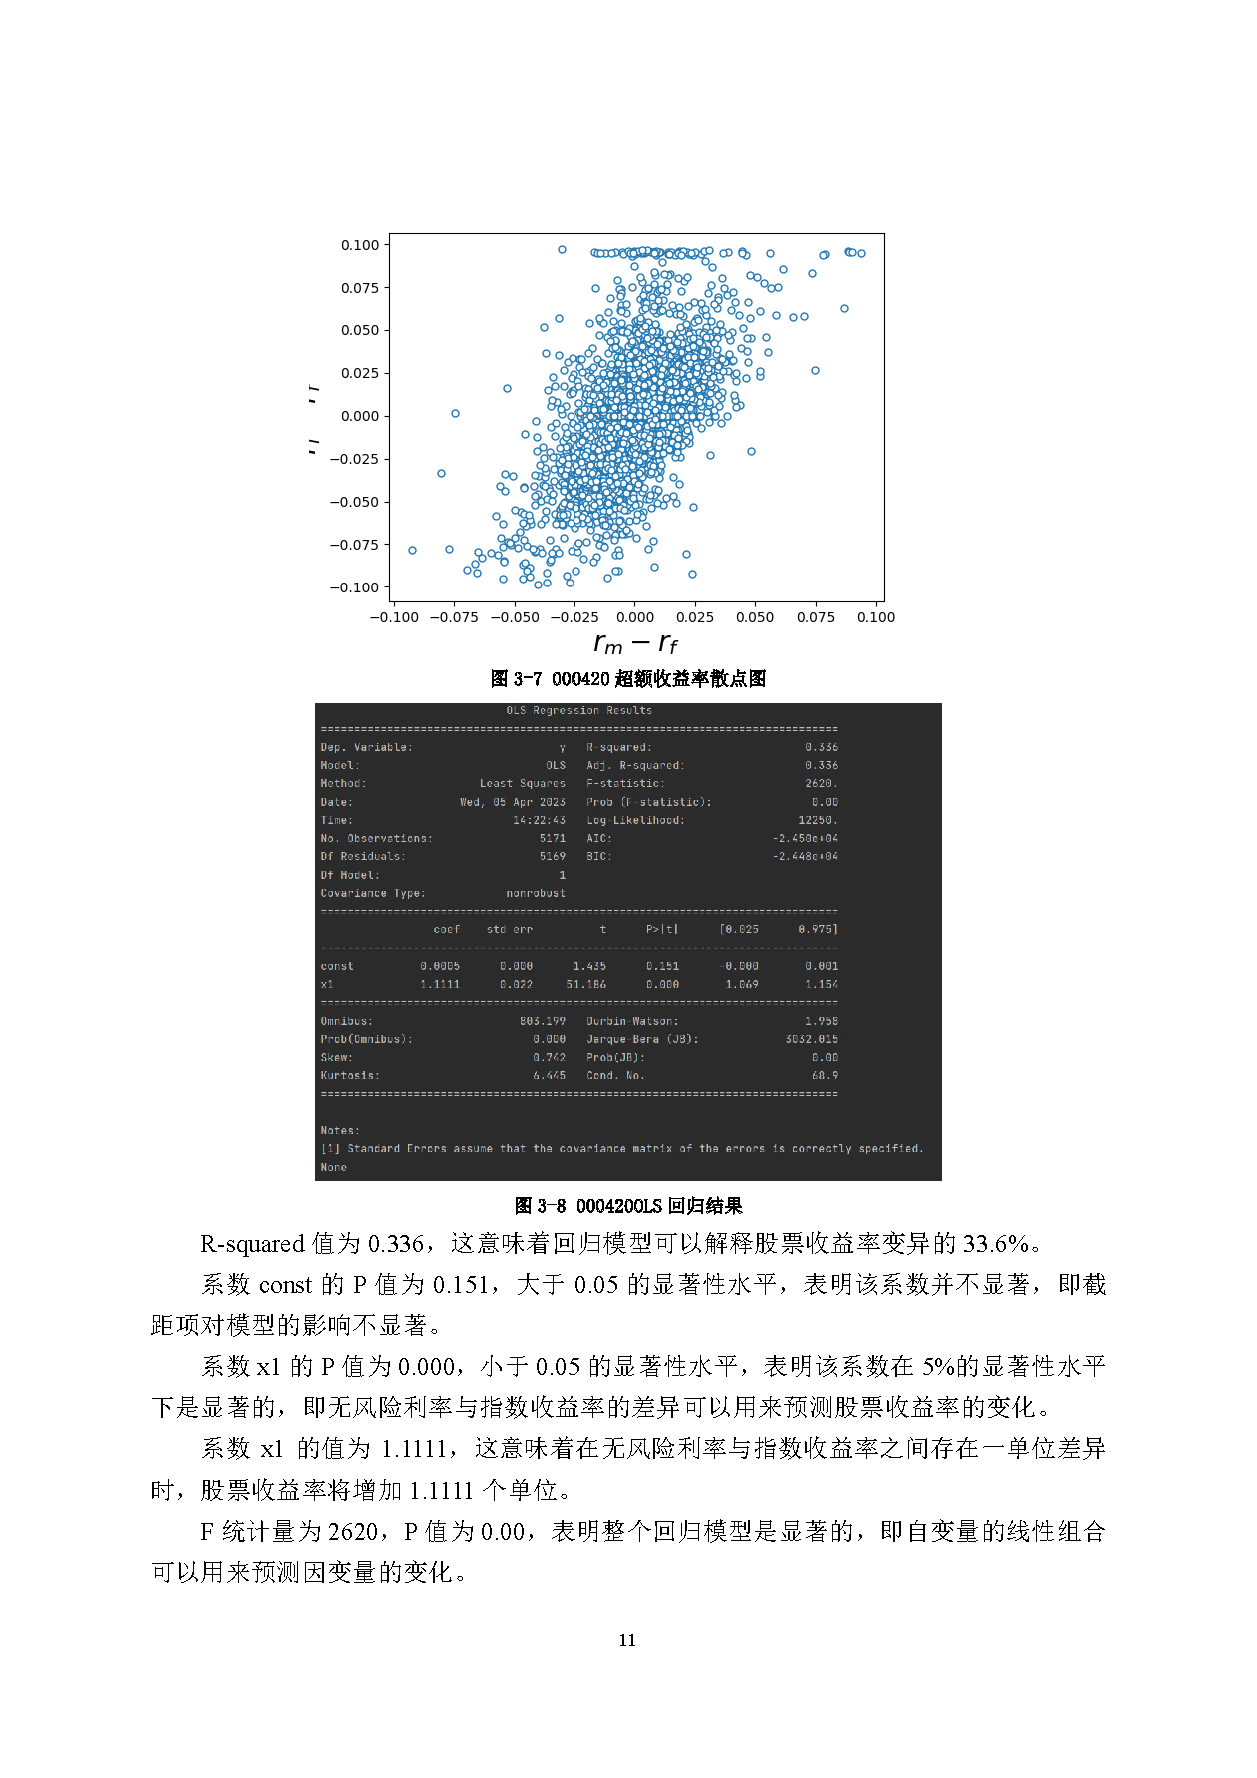 0.100
0.075
0.050
0.025
0.000
−0.025
−0.050
−0.075
−0.100
−0.100 −0.075 −0.050 −0.025 0.000 0.025 0.050 0.075 0.100
rm − rf
图 3-7 000420 超额收益率散点图
OLS Regression Results
==============================================================================
Dep. Variable: y R-squared: 0.336
Model: OLS Adj. R-squared: 0.336
Method: Least Squares F-statistic: 2620.
Date: Wed, 05 Apr 2023 Prob (F-statistic): 0.00
Time: 14:22:43 Log-Likelihood: 12250.
No. Observations: 5171 AIC: -2.450e+04
Df Residuals: 5169 BIC: -2.448e+04
Df Model: 1
Covariance Type: nonrobust
==============================================================================
coef std err t P>|t| [0.025 0.975]
------------------------------------------------------------------------------
const 0.0005 0.000 1.435 0.151 -0.000 0.001
x1 1.1111 0.022 51.186 0.000 1.069 1.154
==============================================================================
Omnibus: 803.199 Durbin-Watson: 1.958
Prob(Omnibus): 0.000 Jarque-Bera (JB): 3032.015
Skew: 0.742 Prob(JB): 0.00
Kurtosis: 6.445 Cond. No. 68.9
==============================================================================
Notes:
[1] Standard Errors assume that the covariance matrix of the errors is correctly specified.
None
图 3-8 000420OLS 回归结果
R-squared 值为 0.336，这意味着回归模型可以解释股票收益率变异的 33.6%。
系数 const 的 P 值为 0.151，大于 0.05 的显著性水平，表明该系数并不显著，即截
距项对模型的影响不显著。
系数 x1 的 P 值为 0.000，小于 0.05 的显著性水平，表明该系数在 5%的显著性水平
下是显著的，即无风险利率与指数收益率的差异可以用来预测股票收益率的变化。
系数 x1 的值为 1.1111，这意味着在无风险利率与指数收益率之间存在一单位差异
时，股票收益率将增加 1.1111 个单位。
F 统计量为 2620，P 值为 0.00，表明整个回归模型是显著的，即自变量的线性组合
可以用来预测因变量的变化。
11